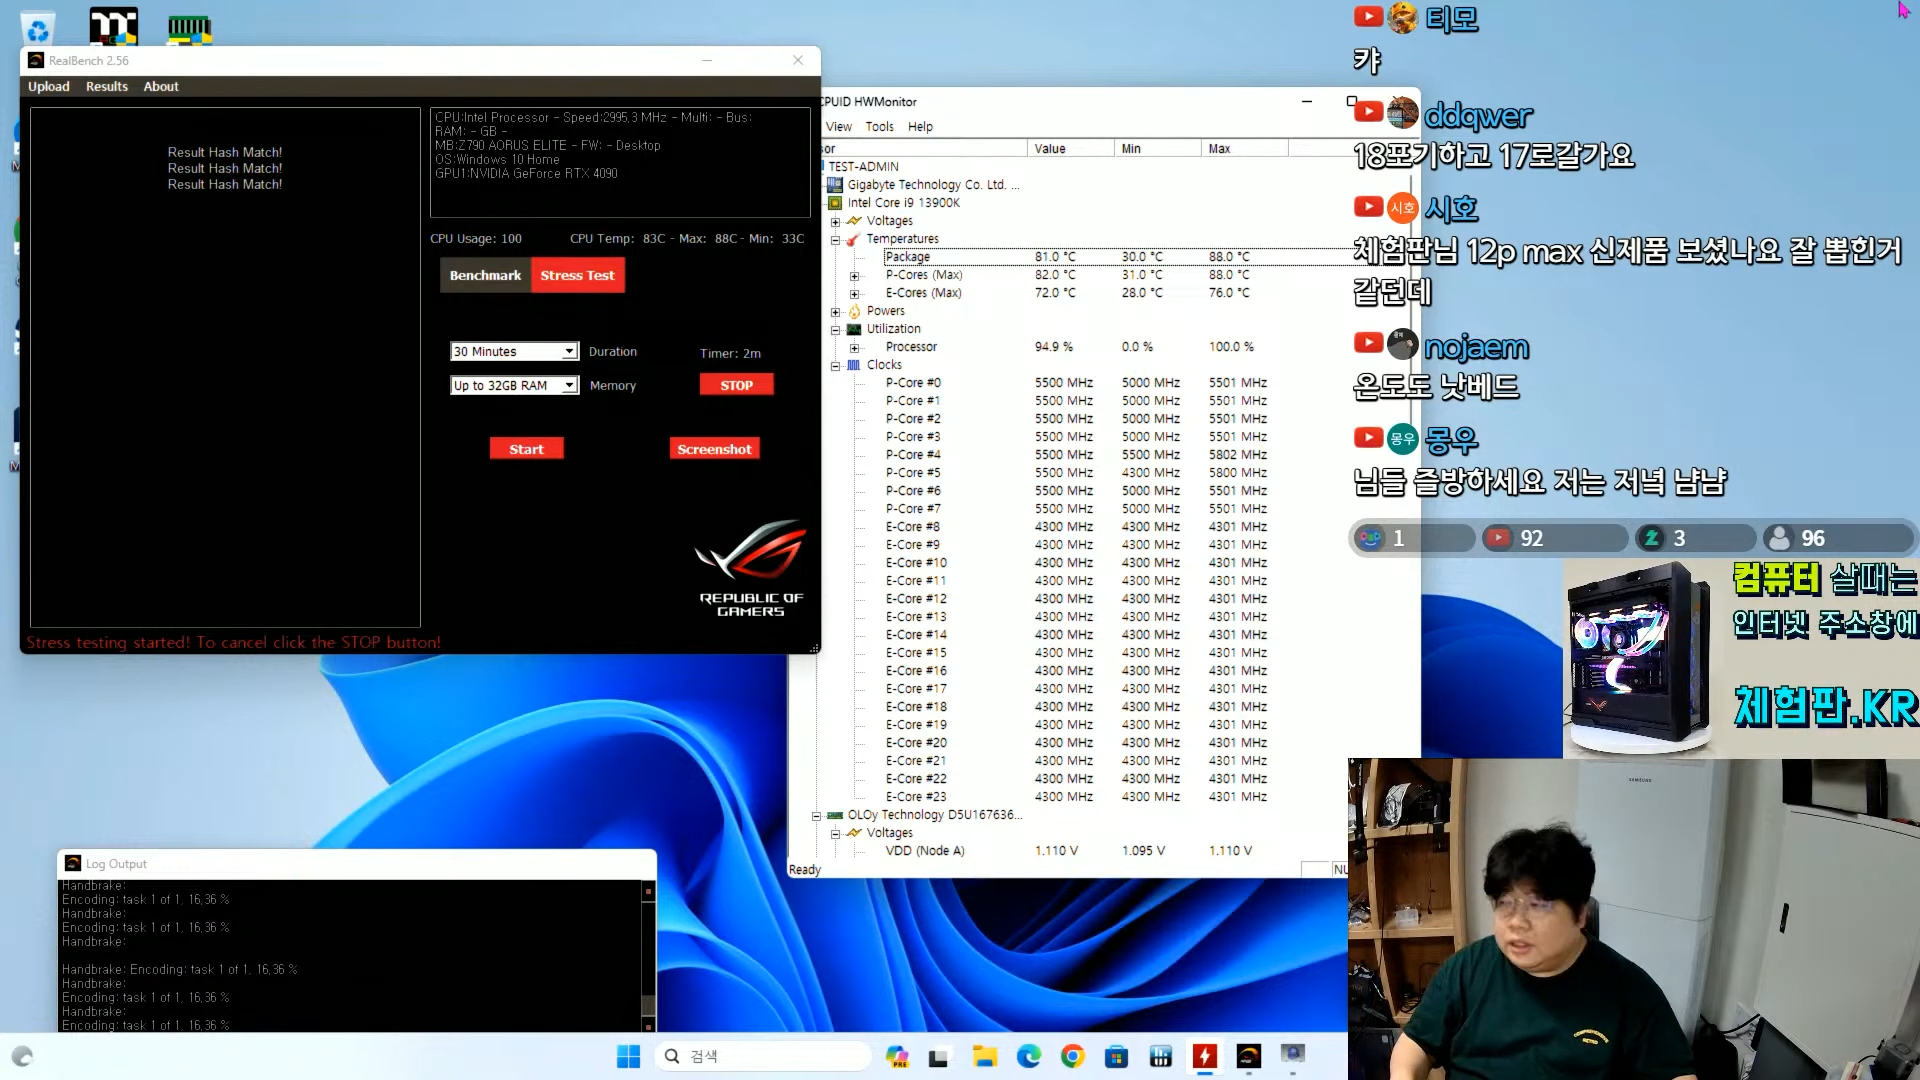 RealBench 2.56
Upload Results About
Result Hash Match!
Result Hash Match!
Result Hash Match!
CPU:Intel Processor - Speed:2995,3 MHz - Multi: - Bus:
RAM: - GB -
MB:Z790 AORUS ELITE - FW: - Desktop
OS:Windows 10 Home
GPU1:NVIDIA GeForce RTX 4090
CPU Usage: 100 CPU Temp: 83C - Max: 88C - Min: 33C
Benchmark Stress Test
30 Minutes Duration Timer: 2m
Up to 32GB RAM Memory STOP
Start Screenshot
REPUBLIC OF
GAMERS
Stress testing started! To cancel click the STOP button!
CPUID HWMonitor
View Tools Help
sor Value Min Max
TEST-ADMIN
Gigabyte Technology Co. Ltd. ...
Intel Core i9 13900K
Voltages
Temperatures
Package 81.0 °C 30.0 °C 88.0 °C
P-Cores (Max) 82.0 °C 31.0 °C 88.0 °C
E-Cores (Max) 72.0 °C 28.0 °C 76.0 °C
Powers
Utilization
Processor 94.9 % 0.0 % 100.0 %
Clocks
P-Core #0 5500 MHz 5000 MHz 5501 MHz
P-Core #1 5500 MHz 5000 MHz 5501 MHz
P-Core #2 5500 MHz 5000 MHz 5501 MHz
P-Core #3 5500 MHz 5000 MHz 5501 MHz
P-Core #4 5500 MHz 5000 MHz 5802 MHz
P-Core #5 5500 MHz 4300 MHz 5800 MHz
P-Core #6 5500 MHz 5000 MHz 5501 MHz
P-Core #7 5500 MHz 5000 MHz 5501 MHz
E-Core #8 4300 MHz 4300 MHz 4301 MHz
E-Core #9 4300 MHz 4300 MHz 4301 MHz
E-Core #10 4300 MHz 4300 MHz 4301 MHz
E-Core #11 4300 MHz 4300 MHz 4301 MHz
E-Core #12 4300 MHz 4300 MHz 4301 MHz
E-Core #13 4300 MHz 4300 MHz 4301 MHz
E-Core #14 4300 MHz 4300 MHz 4301 MHz
E-Core #15 4300 MHz 4300 MHz 4301 MHz
E-Core #16 4300 MHz 4300 MHz 4301 MHz
E-Core #17 4300 MHz 4300 MHz 4301 MHz
E-Core #18 4300 MHz 4300 MHz 4301 MHz
E-Core #19 4300 MHz 4300 MHz 4301 MHz
E-Core #20 4300 MHz 4300 MHz 4301 MHz
E-Core #21 4300 MHz 4300 MHz 4301 MHz
E-Core #22 4300 MHz 4300 MHz 4301 MHz
E-Core #23 4300 MHz 4300 MHz 4301 MHz
OLOy Technology D5U167636...
Voltages
VDD (Node A) 1.110 V 1.095 V 1.110 V
Ready NU
Log Output
Handbrake:
Encoding: task 1 of 1, 16,36 %
Handbrake:
Encoding: task 1 of 1, 16,36 %
Handbrake:
Handbrake: Encoding: task 1 of 1, 16,36 %
Handbrake:
Encoding: task 1 of 1, 16,36 %
Handbrake:
Encoding: task 1 of 1, 16,36 %
검색
PRE
티모
캬
ddqwer
18포기하고 17로갈가요
시호 시호
체험판님 12p max 신제품 보셨나요 잘 뽑힌거
같던데
nojaem
온도도 낫베드
몽우 몽우
님들 즐방하세요 저는 저녁 냠냠
1 92 3 96
컴퓨터 살때는
인터넷 주소창에
체험판.KR
SAMSUNG